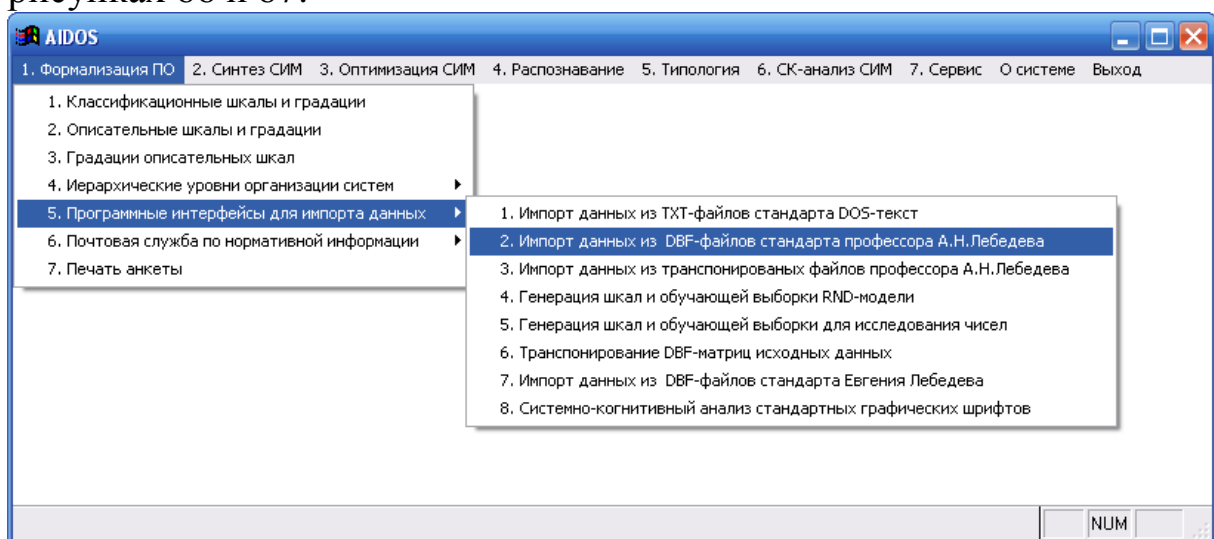 рисунках 66 и 67:
AIDOS
1. Формализация ПО 2. Синтез СИМ 3. Оптимизация СИМ 4. Распознавание 5. Типология 6. СК-анализ СИМ 7. Сервис О системе Выход
1. Классификационные шкалы и градации
2. Описательные шкалы и градации
3. Градации описательных шкал
4. Иерархические уровни организации систем
5. Программные интерфейсы для импорта данных
6. Почтовая служба по нормативной информации
7. Печать анкеты
1. Импорт данных из TXT-файлов стандарта DOS-текст
2. Импорт данных из DBF-файлов стандарта профессора А.Н.Лебедева
3. Импорт данных из транспонированых файлов профессора А.Н.Лебедева
4. Генерация шкал и обучающей выборки RND-модели
5. Генерация шкал и обучающей выборки для исследования чисел
6. Транспонирование DBF-матриц исходных данных
7. Импорт данных из DBF-файлов стандарта Евгения Лебедева
8. Системно-когнитивный анализ стандартных графических шрифтов
NUM